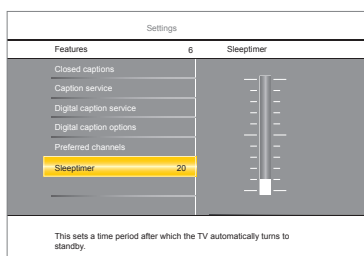 Settings
Features 6 Sleeptimer
Closed captions
Caption service
Digital caption service
Digital caption options
Preferred channels
Sleeptimer 20
This sets a time period after which the TV automatically turns to
standby.